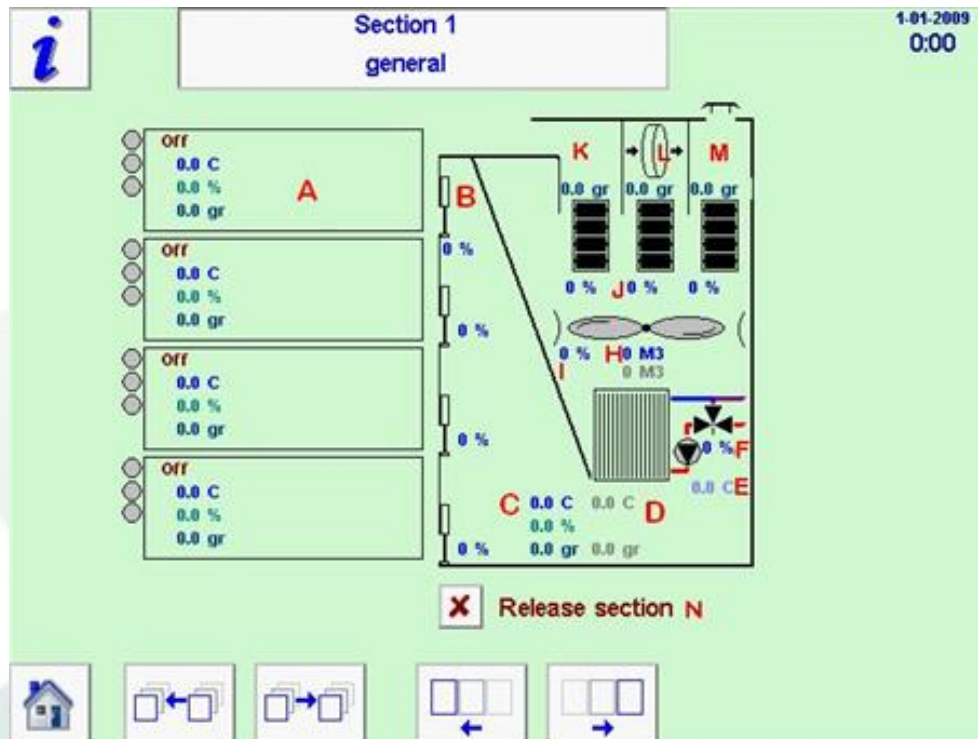 i
Section 1
general
1-01-2009
0:00
Off
0.0 C
0.0 %
0.0 gr
A
Off
0.0 C
0.0 %
0.0 gr
Off
0.0 C
0.0 %
0.0 gr
Off
0.0 C
0.0 %
0.0 gr
B
0 %
0 %
0 %
0 %
K L M
0.0 gr 0.0 gr 0.0 gr
0 % J 0 % 0 %
0 % H 0 M3
I 0 M3
0 % F
0.0 C E
C 0.0 C 0.0 C D
0.0 %
0.0 gr 0.0 gr
X Release section N